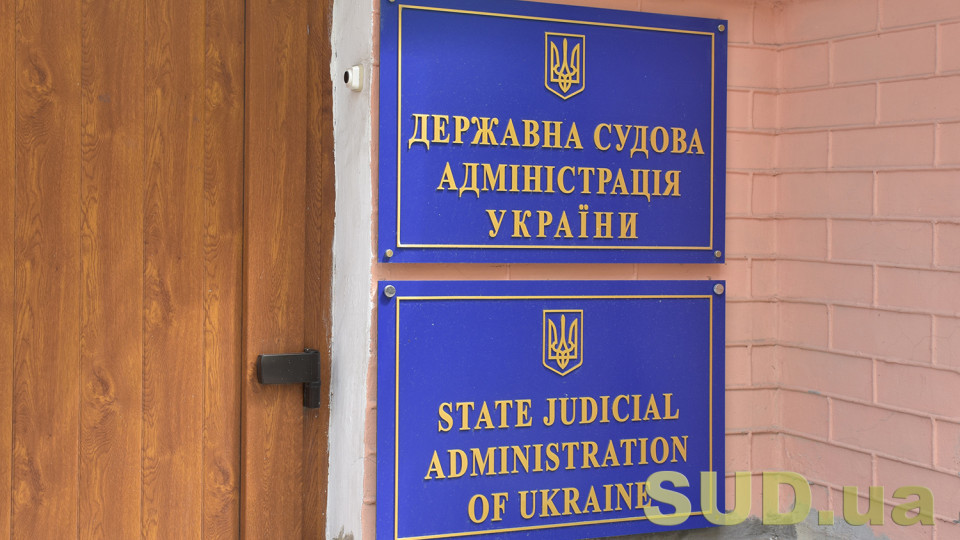 ДЕРЖАВНА СУДОВА
АДМІНІСТРАЦІЯ
УКРАЇНИ
STATE JUDICIAL
ADMINISTRATION
OF UKRAINE
SUD.ua